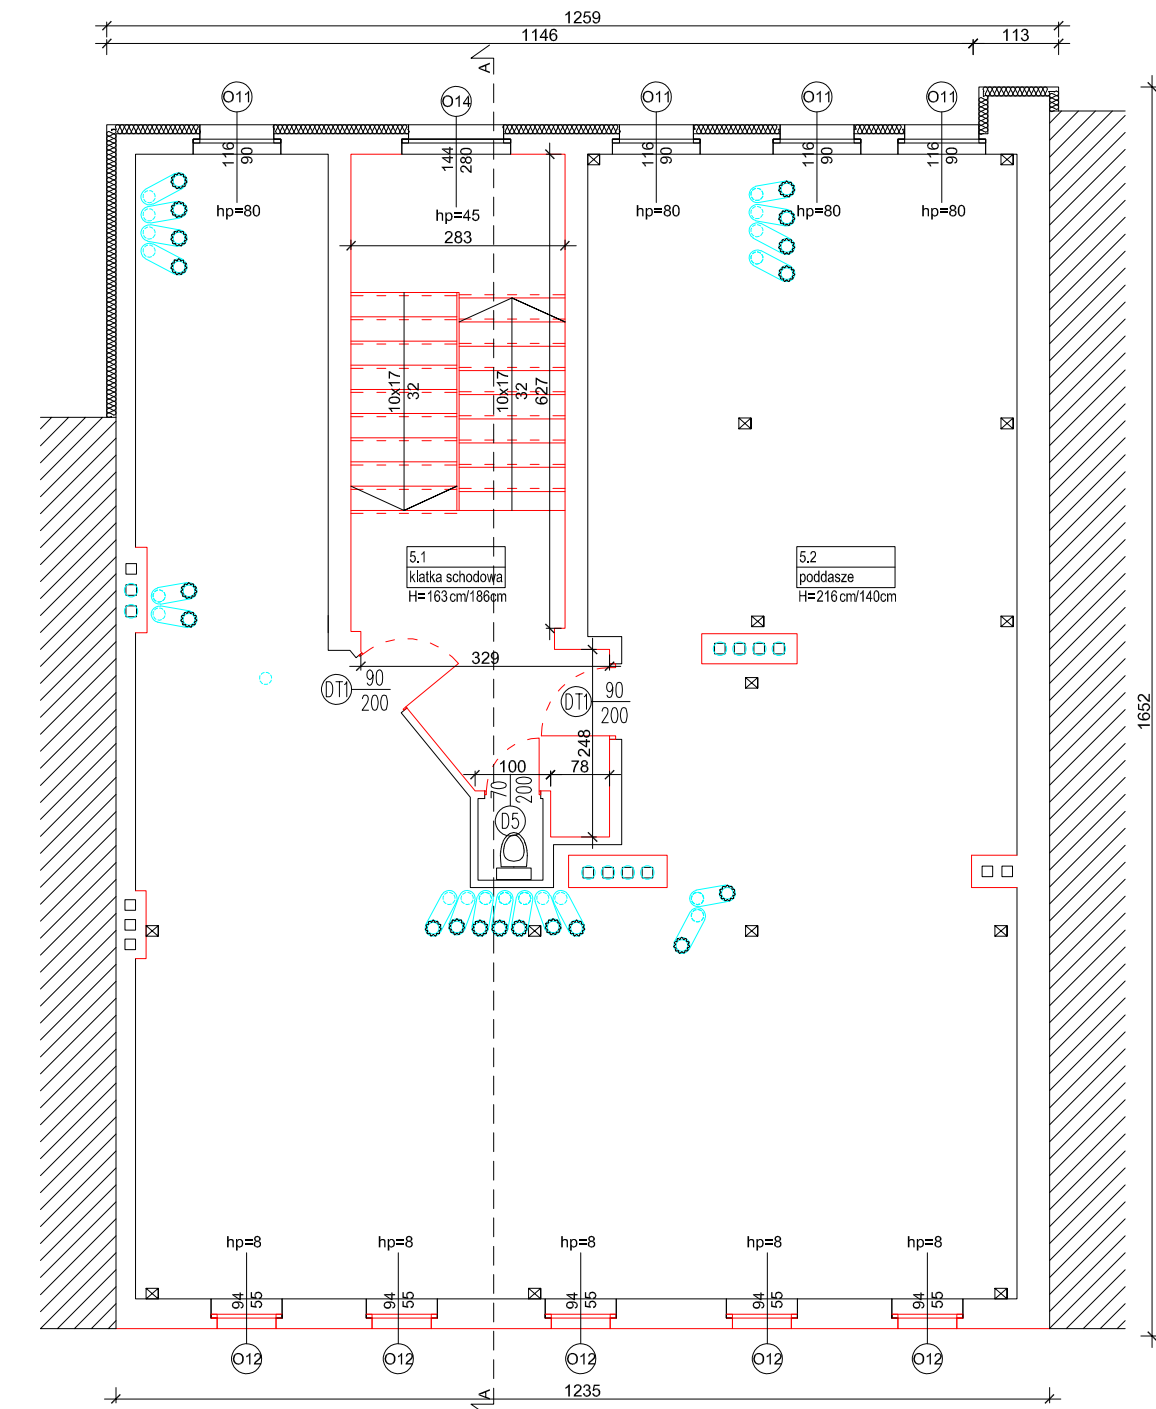 1259
1146
113
A
O11
O14
O11
O11
O11
116
90
144
280
116
90
116
90
116
90
hp=80
hp=45
hp=80
hp=80
hp=80
283
10x17
32
10x17
32
627
5.1
klatka schodowa
H=163cm/186cm
5.2
poddasze
H=216cm/140cm
329
DT1
90
200
DT1
90
200
1652
248
100
78
70
200
D5
hp=8
hp=8
hp=8
hp=8
hp=8
94
55
94
55
94
55
94
55
94
55
O12
O12
O12
O12
O12
A
1235